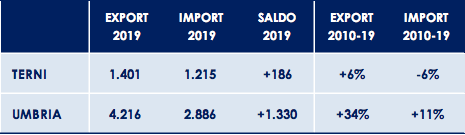 EXPORT IMPORT SALDO EXPORT IMPORT
2019 2019 2019 2010-19 2010-19
TERNI 1.401 1.215 +186 +6% -6%
UMBRIA 4.216 2.886 +1.330 +34% +11%